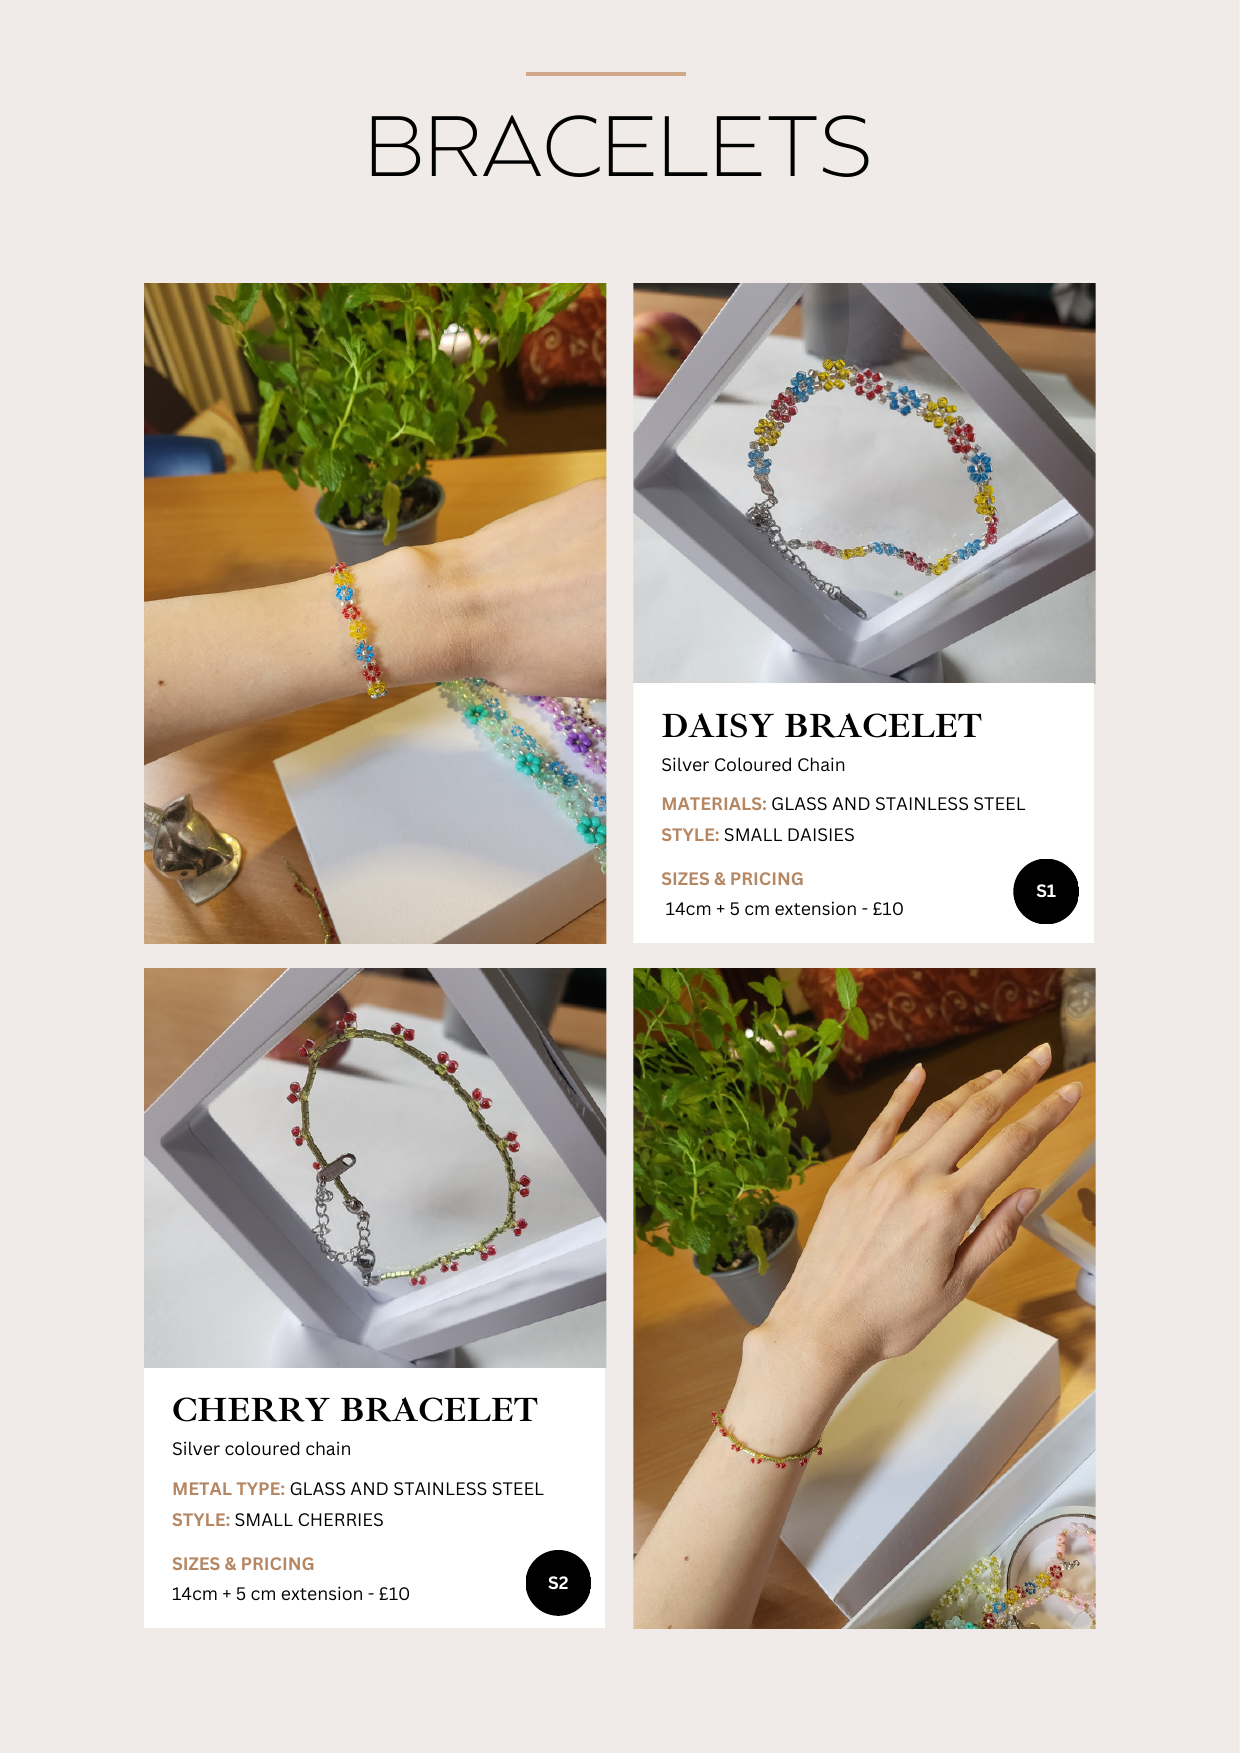 BRACELETS
DAISY BRACELET
Silver Coloured Chain
MATERIALS: GLASS AND STAINLESS STEEL
STYLE: SMALL DAISIES
SIZES & PRICING
14cm + 5 cm extension - £10
S1
CHERRY BRACELET
Silver coloured chain
METAL TYPE: GLASS AND STAINLESS STEEL
STYLE: SMALL CHERRIES
SIZES & PRICING
14cm + 5 cm extension - £10
S2